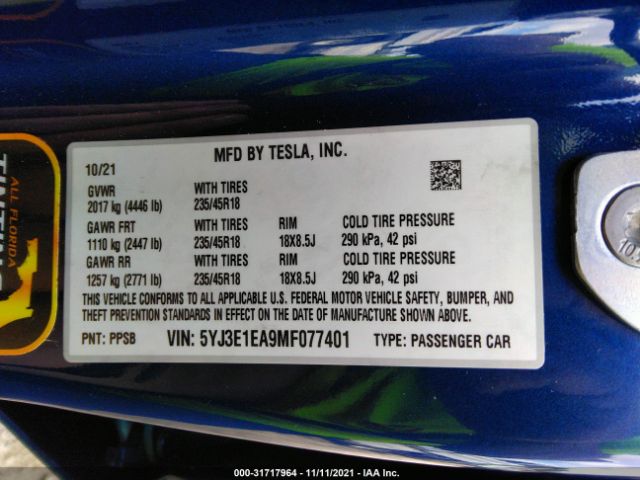 MFD BY TESLA, INC.
10/21
GVWR WITH TIRES
2017 kg (4446 lb) 235/45R18
GAWR FRT WITH TIRES RIM COLD TIRE PRESSURE
1110 kg (2447 lb) 235/45R18 18X8.5J 290 kPa, 42 psi
GAWR RR WITH TIRES RIM COLD TIRE PRESSURE
1257 kg (2771 lb) 235/45R18 18X8.5J 290 kPa, 42 psi
THIS VEHICLE CONFORMS TO ALL APPLICABLE U.S. FEDERAL MOTOR VEHICLE SAFETY, BUMPER, AND
THEFT PREVENTION STANDARDS IN EFFECT ON THE DATE OF MANUFACTURE SHOWN ABOVE.
PNT: PPSB VIN: 5YJ3E1EA9MF077401 TYPE: PASSENGER CAR
ALL FLORIDA
000-31717964 - 11/11/2021 - IAA Inc.